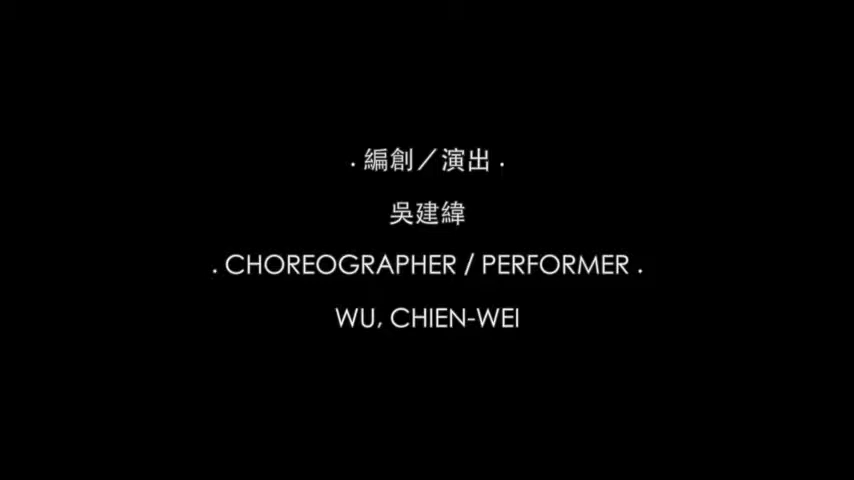 . 編創／演出 .
吳建緯
. CHOREOGRAPHER / PERFORMER .
WU, CHIEN-WEI